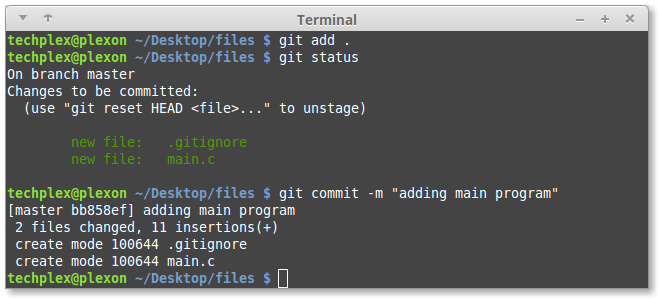 Terminal
techplex@plexon ~/Desktop/files $ git add .
techplex@plexon ~/Desktop/files $ git status
On branch master
Changes to be committed:
  (use "git reset HEAD <file>..." to unstage)
        new file:   .gitignore
        new file:   main.c
techplex@plexon ~/Desktop/files $ git commit -m "adding main program"
[master bb858ef] adding main program
 2 files changed, 11 insertions(+)
 create mode 100644 .gitignore
 create mode 100644 main.c
techplex@plexon ~/Desktop/files $